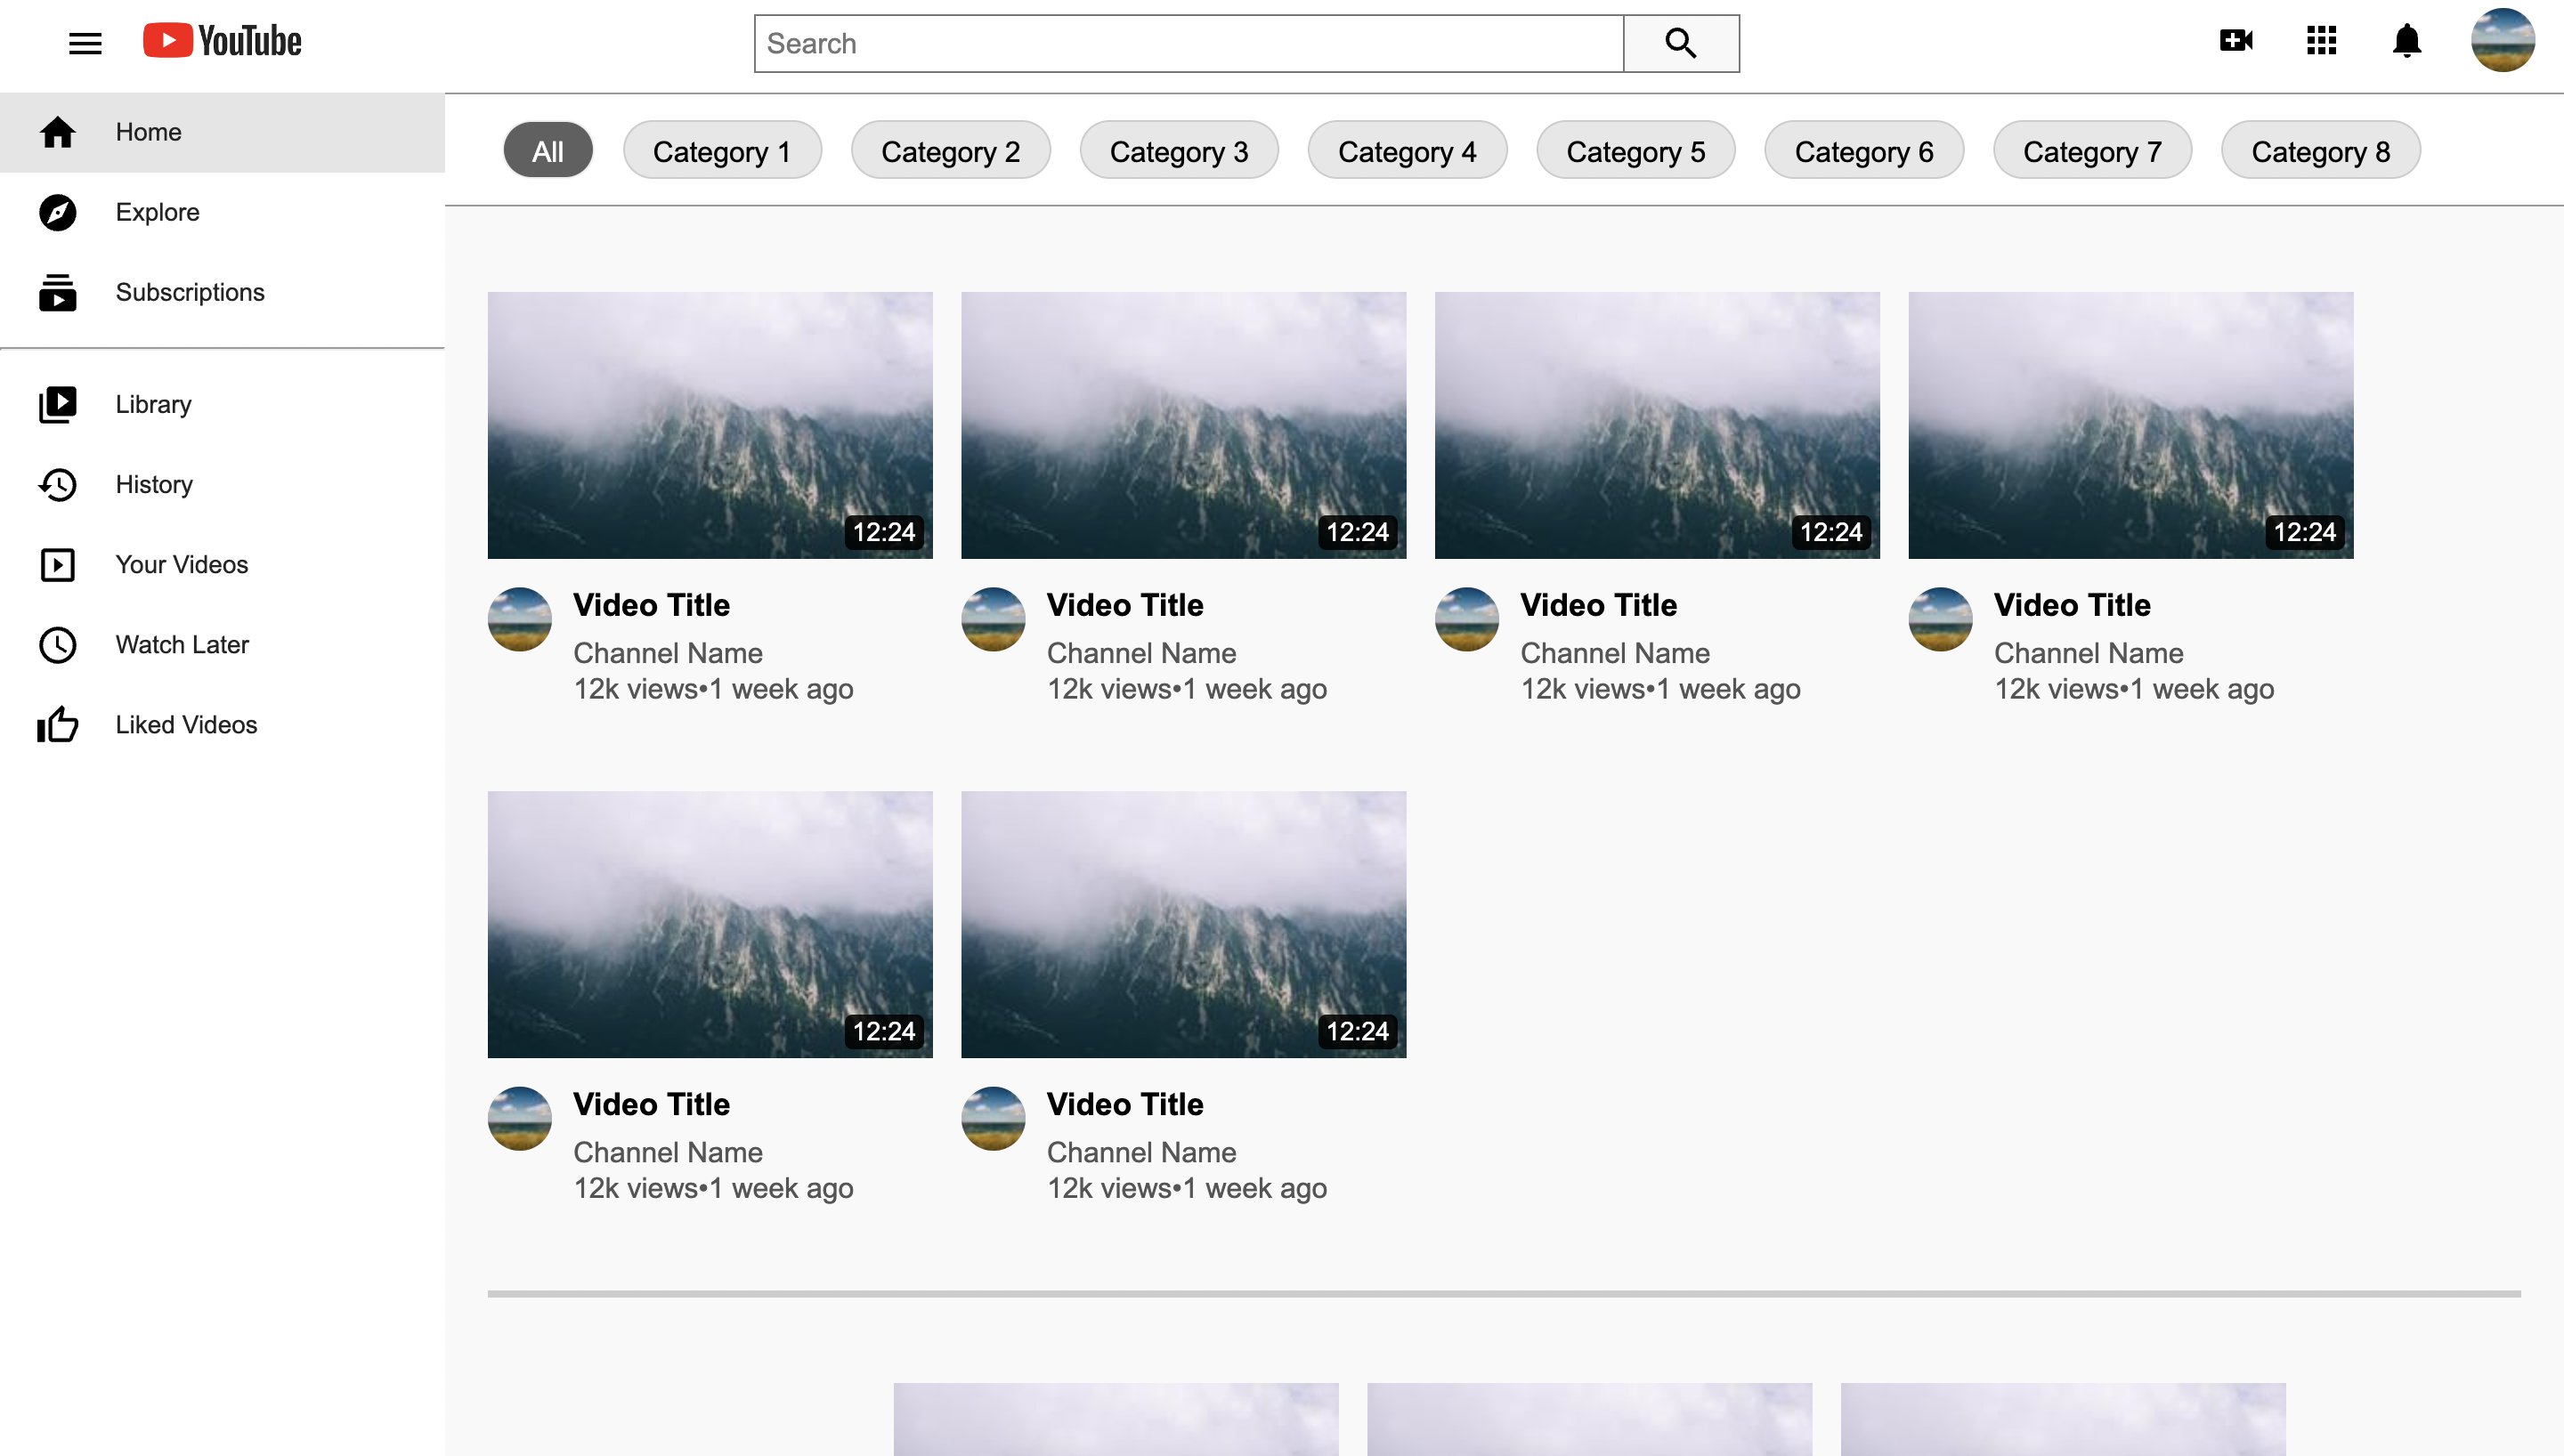 YouTube
Search
Home
Explore
Subscriptions
Library
History
Your Videos
Watch Later
Liked Videos
All
Category 1
Category 2
Category 3
Category 4
Category 5
Category 6
Category 7
Category 8
12:24
Video Title
Channel Name
12k views•1 week ago
12:24
Video Title
Channel Name
12k views•1 week ago
12:24
Video Title
Channel Name
12k views•1 week ago
12:24
Video Title
Channel Name
12k views•1 week ago
12:24
Video Title
Channel Name
12k views•1 week ago
12:24
Video Title
Channel Name
12k views•1 week ago